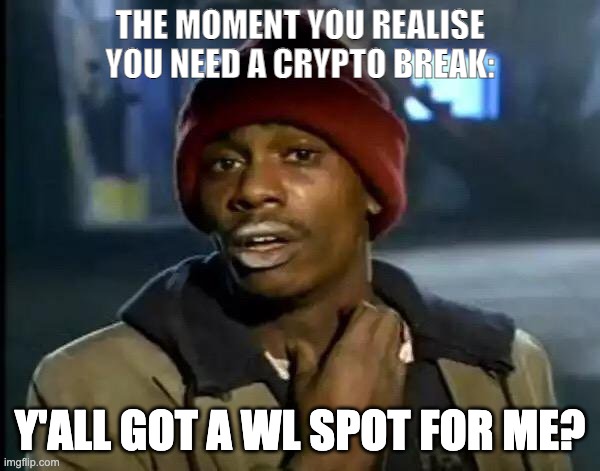 THE MOMENT YOU REALISE
YOU NEED A CRYPTO BREAK:
Y'ALL GOT A WL SPOT FOR ME?
imgflip.com